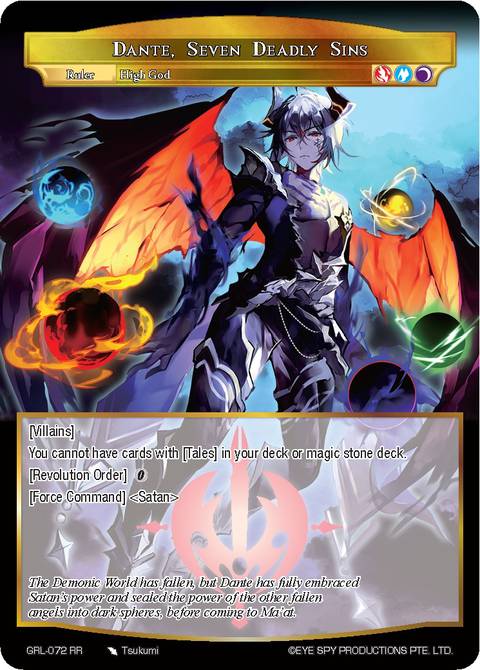 Dante, Seven Deadly Sins
Ruler High God
[Villains]
You cannot have cards with [Tales] in your deck or magic stone deck.
[Revolution Order] 0
[Force Command] <Satan>
The Demonic World has fallen, but Dante has fully embraced
Satan's power and sealed the power of the other fallen
angels into dark spheres, before coming to Ma'at.
GRL-072 RR Tsukumi ©EYE SPY PRODUCTIONS PTE. LTD.